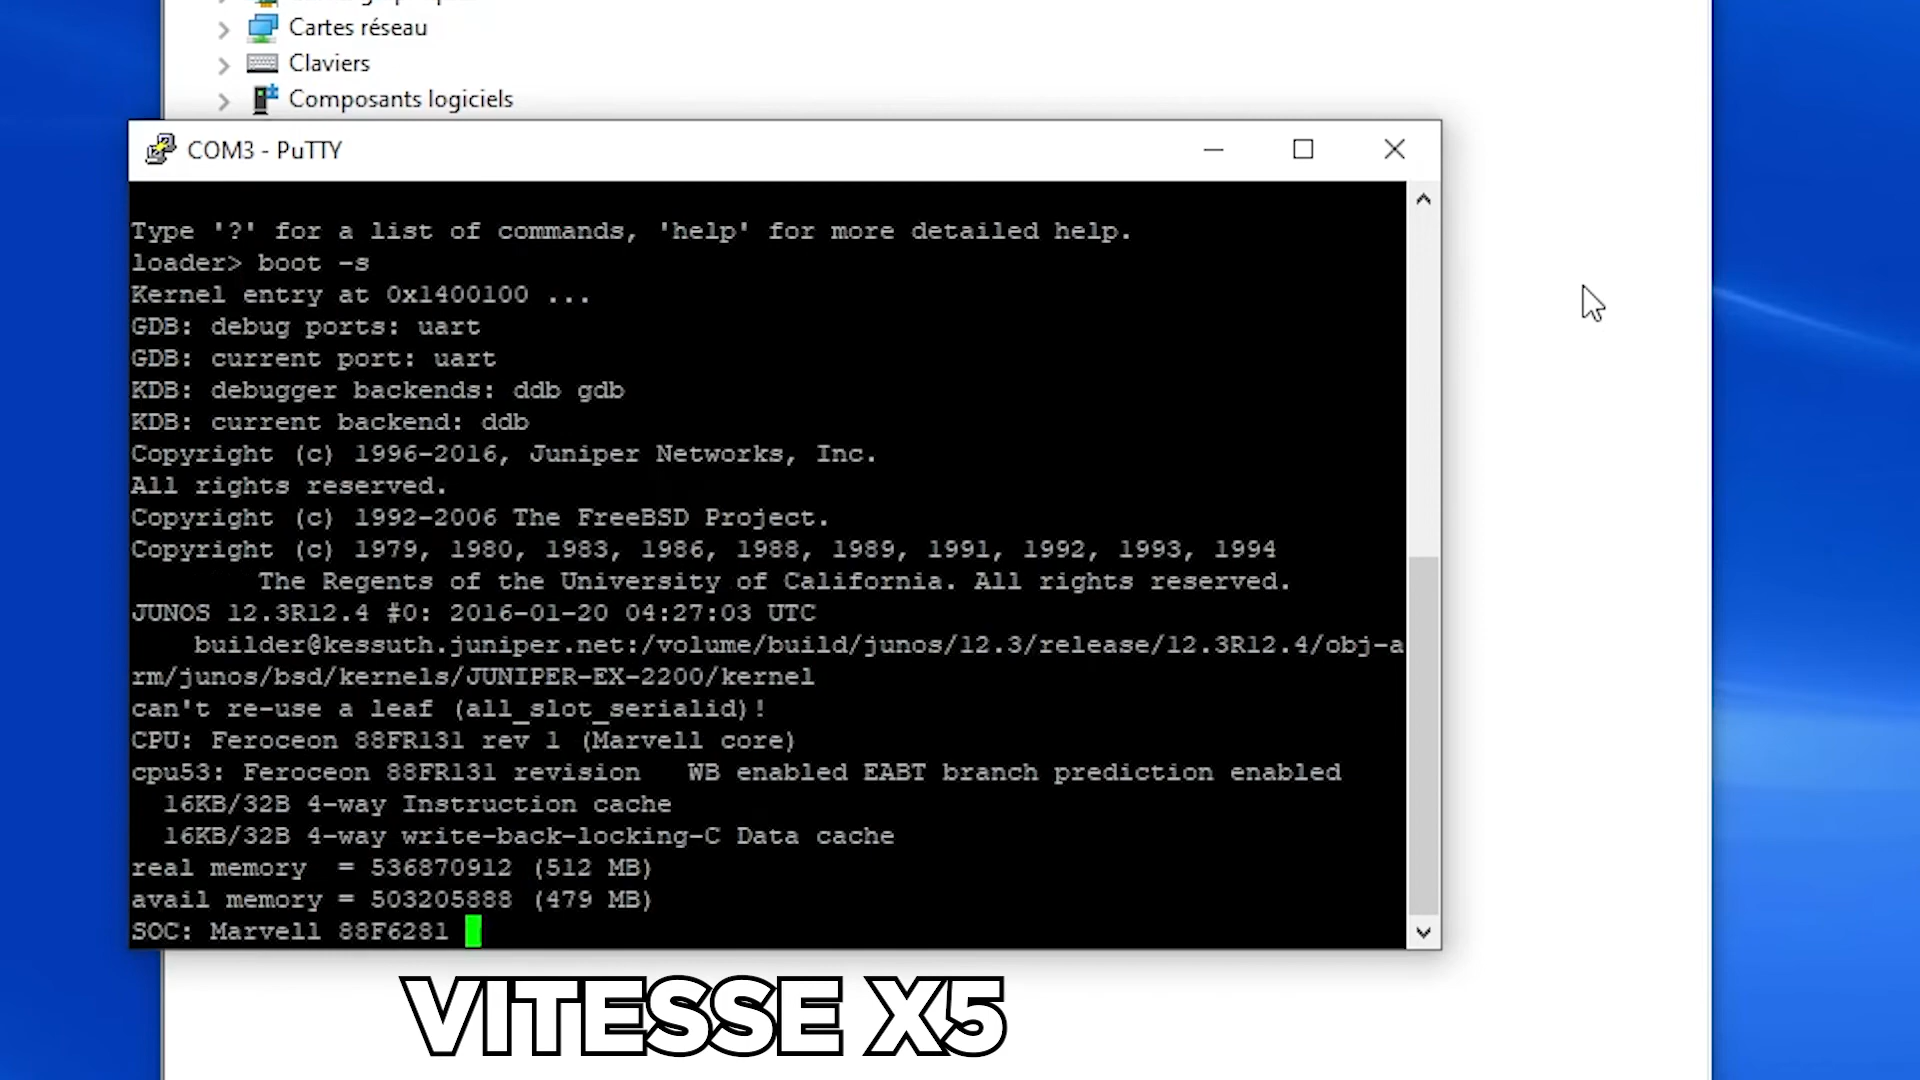 Cartes réseau
Claviers
Composants logiciels
COM3 - PuTTY
Type '?' for a list of commands, 'help' for more detailed help.
loader> boot -s
Kernel entry at 0x1400100 ...
GDB: debug ports: uart
GDB: current port: uart
KDB: debugger backends: ddb gdb
KDB: current backend: ddb
Copyright (c) 1996-2016, Juniper Networks, Inc.
All rights reserved.
Copyright (c) 1992-2006 The FreeBSD Project.
Copyright (c) 1979, 1980, 1983, 1986, 1988, 1989, 1991, 1992, 1993, 1994
The Regents of the University of California. All rights reserved.
JUNOS 12.3R12.4 #0: 2016-01-20 04:27:03 UTC
builder@kessuth.juniper.net:/volume/build/junos/12.3/release/12.3R12.4/obj-a
rm/junos/bsd/kernels/JUNIPER-EX-2200/kernel
can't re-use a leaf (all_slot_serialid)!
CPU: Feroceon 88FR131 rev 1 (Marvell core)
cpu53: Feroceon 88FR131 revision   WB enabled EABT branch prediction enabled
16KB/32B 4-way Instruction cache
16KB/32B 4-way write-back-locking-C Data cache
real memory  = 536870912 (512 MB)
avail memory = 503205888 (479 MB)
SOC: Marvell 88F6281
VITESSE X5